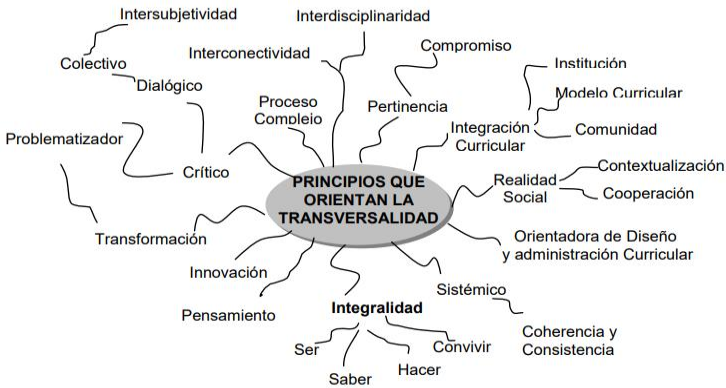 Intersubjetividad
Interdisciplinaridad
Colectivo
Interconectividad
Compromiso
Dialógico
Institución
Modelo Curricular
Proceso
Complejo
Pertinencia
Integración
Curricular
Comunidad
Problematizador
Crítico
Contextualización
Realidad
Social
Cooperación
PRINCIPIOS QUE
ORIENTAN LA
TRANSVERSALIDAD
Transformación
Orientadora de Diseño
y administración Curricular
Innovación
Sistémico
Pensamiento
Integralidad
Coherencia y
Consistencia
Ser
Saber
Hacer
Convivir